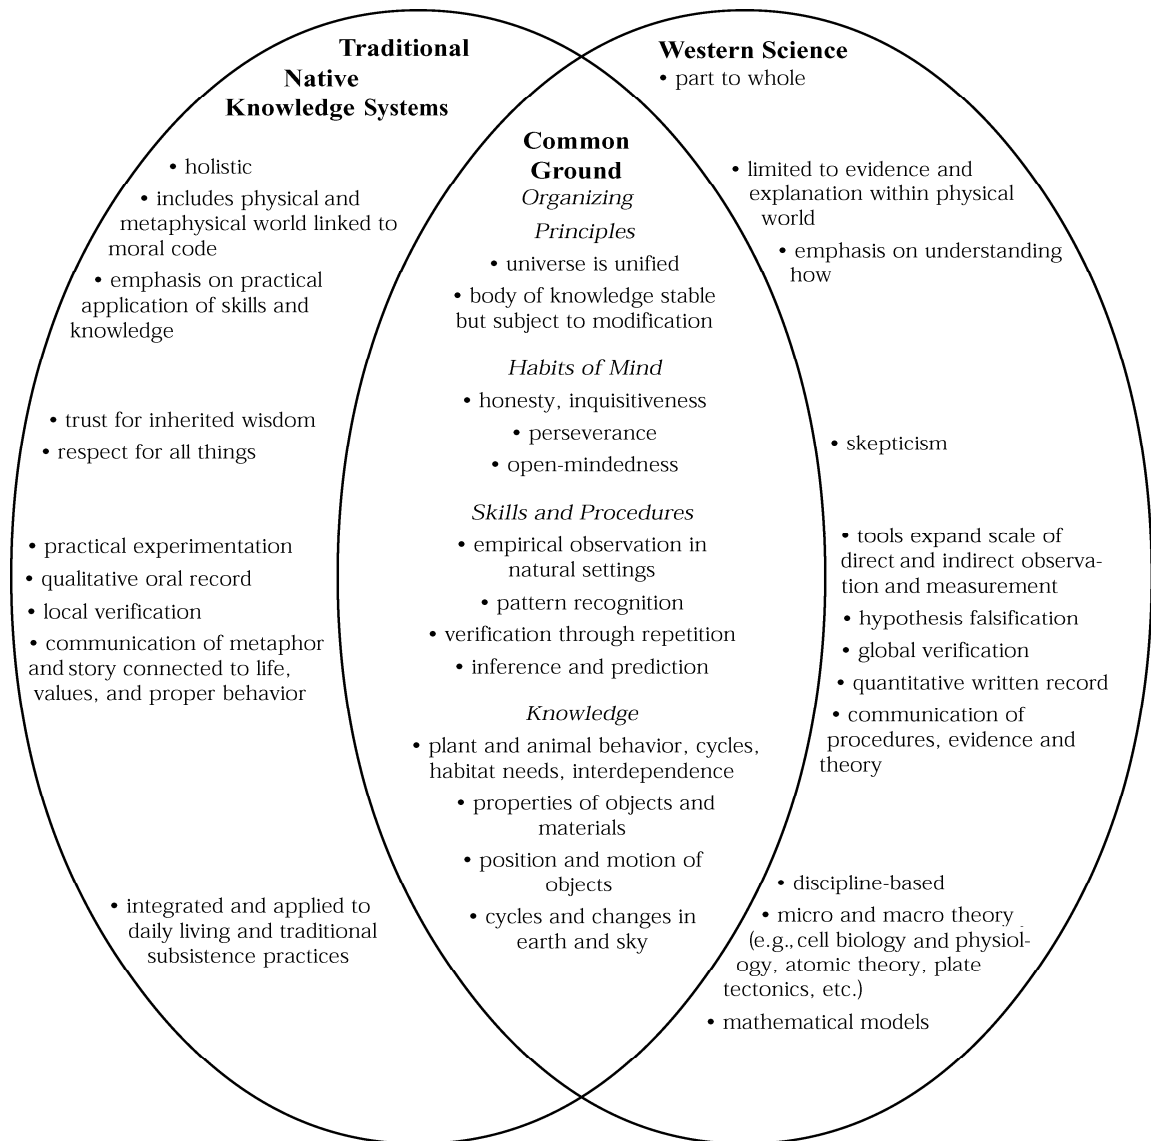 Traditional
Native
Knowledge Systems
• holistic
• includes physical and
metaphysical world linked to
moral code
• emphasis on practical
application of skills and
knowledge
• trust for inherited wisdom
• respect for all things
• practical experimentation
• qualitative oral record
• local verification
• communication of metaphor
and story connected to life,
values, and proper behavior
• integrated and applied to
daily living and traditional
subsistence practices
Common
Ground
Organizing
Principles
• universe is unified
• body of knowledge stable
but subject to modification
Habits of Mind
• honesty, inquisitiveness
• perseverance
• open-mindedness
Skills and Procedures
• empirical observation in
natural settings
• pattern recognition
• verification through repetition
• inference and prediction
Knowledge
• plant and animal behavior, cycles,
habitat needs, interdependence
• properties of objects and
materials
• position and motion of
objects
• cycles and changes in
earth and sky
Western Science
• part to whole
• limited to evidence and
explanation within physical
world
• emphasis on understanding
how
• skepticism
• tools expand scale of
direct and indirect observa-
tion and measurement
• hypothesis falsification
• global verification
• quantitative written record
• communication of
procedures, evidence and
theory
• discipline-based
• micro and macro theory
(e.g., cell biology and physiol-
ogy, atomic theory, plate
tectonics, etc.)
• mathematical models